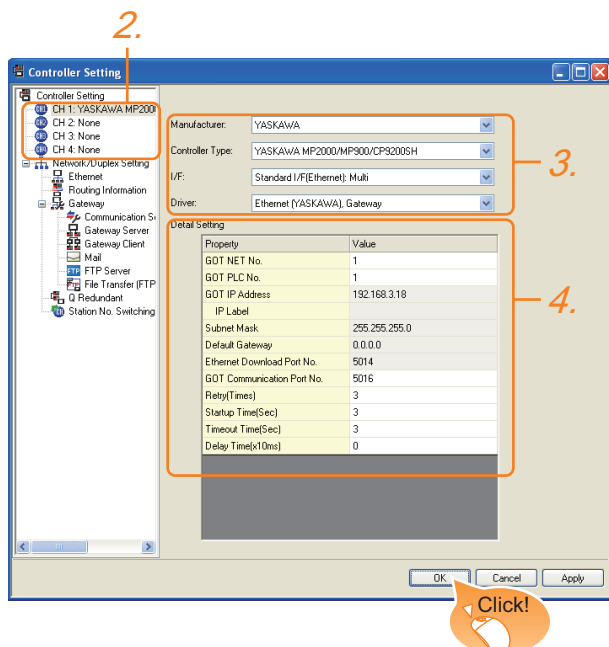 2.
Controller Setting
Controller Setting
CH 1: YASKAWA MP200
CH 2: None
CH 3: None
CH 4: None
Network/Duplex Setting
Ethernet
Routing Information
Gateway
Communication S
Gateway Server
Gateway Client
Mail
FTP Server
File Transfer (FTP
Q Redundant
Station No. Switching
Manufacturer: YASKAWA
Controller Type: YASKAWA MP2000/MP900/CP9200SH
I/F: Standard I/F(Ethernet): Multi
Driver: Ethernet (YASKAWA), Gateway
3.
Detail Setting
Property Value
GOT NET No. 1
GOT PLC No. 1
GOT IP Address 192.168.3.18
IP Label
Subnet Mask 255.255.255.0
Default Gateway 0.0.0.0
Ethernet Download Port No. 5014
GOT Communication Port No. 5016
Retry(Times) 3
Startup Time(Sec) 3
Timeout Time(Sec) 3
Delay Time(x10ms) 0
4.
OK Cancel Apply
Click!